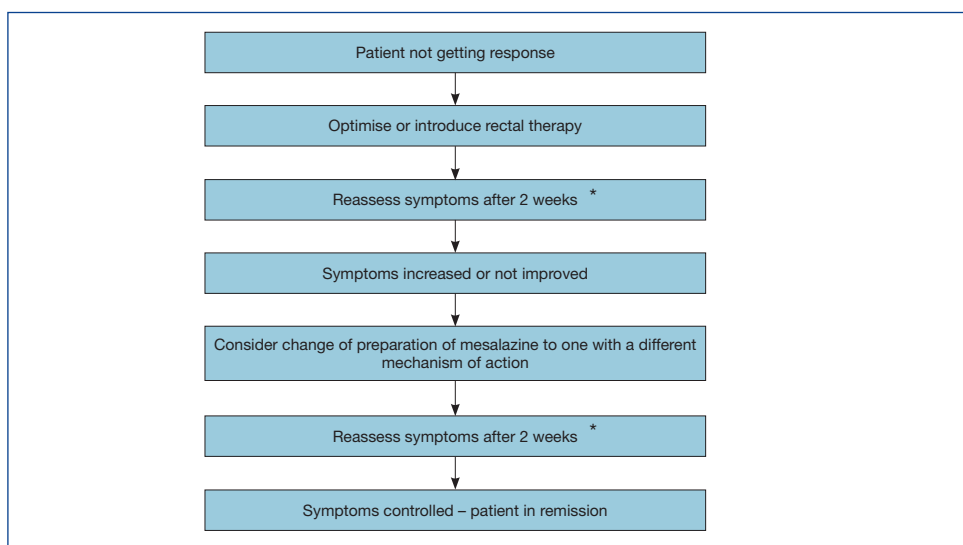 Patient not getting response
Optimise or introduce rectal therapy
Reassess symptoms after 2 weeks *
Symptoms increased or not improved
Consider change of preparation of mesalazine to one with a different
mechanism of action
Reassess symptoms after 2 weeks *
Symptoms controlled – patient in remission